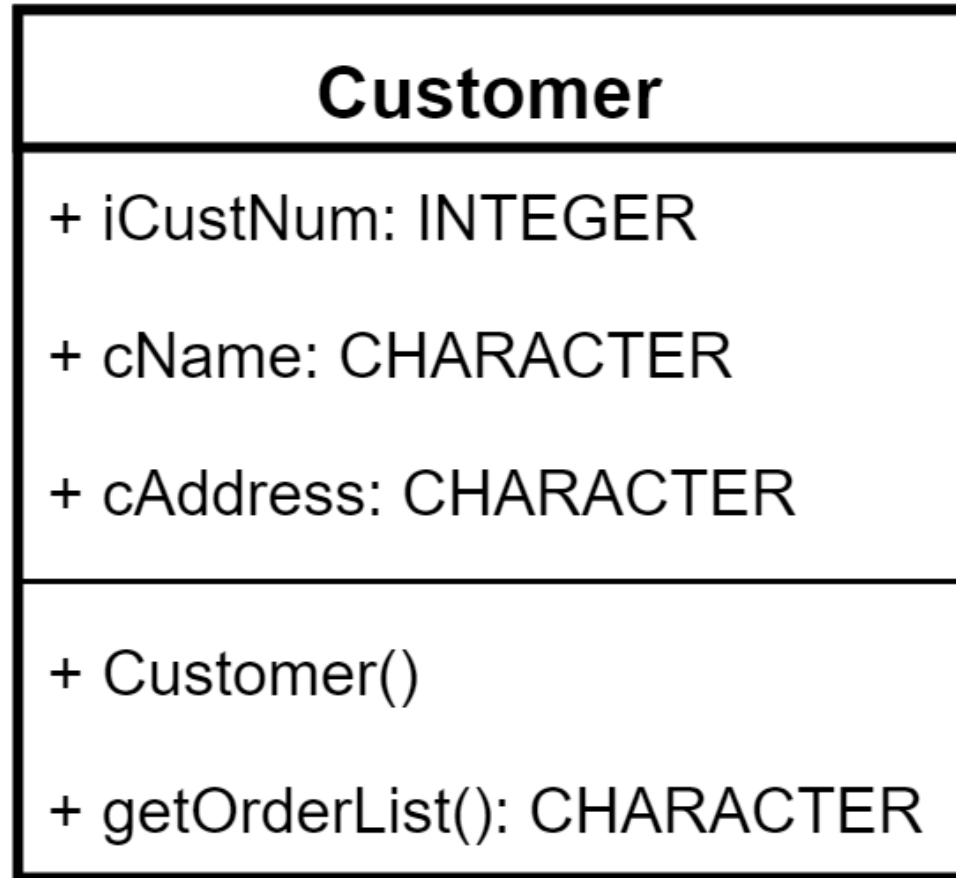 Customer
+ iCustNum: INTEGER
+ cName: CHARACTER
+ cAddress: CHARACTER
+ Customer()
+ getOrderList(): CHARACTER